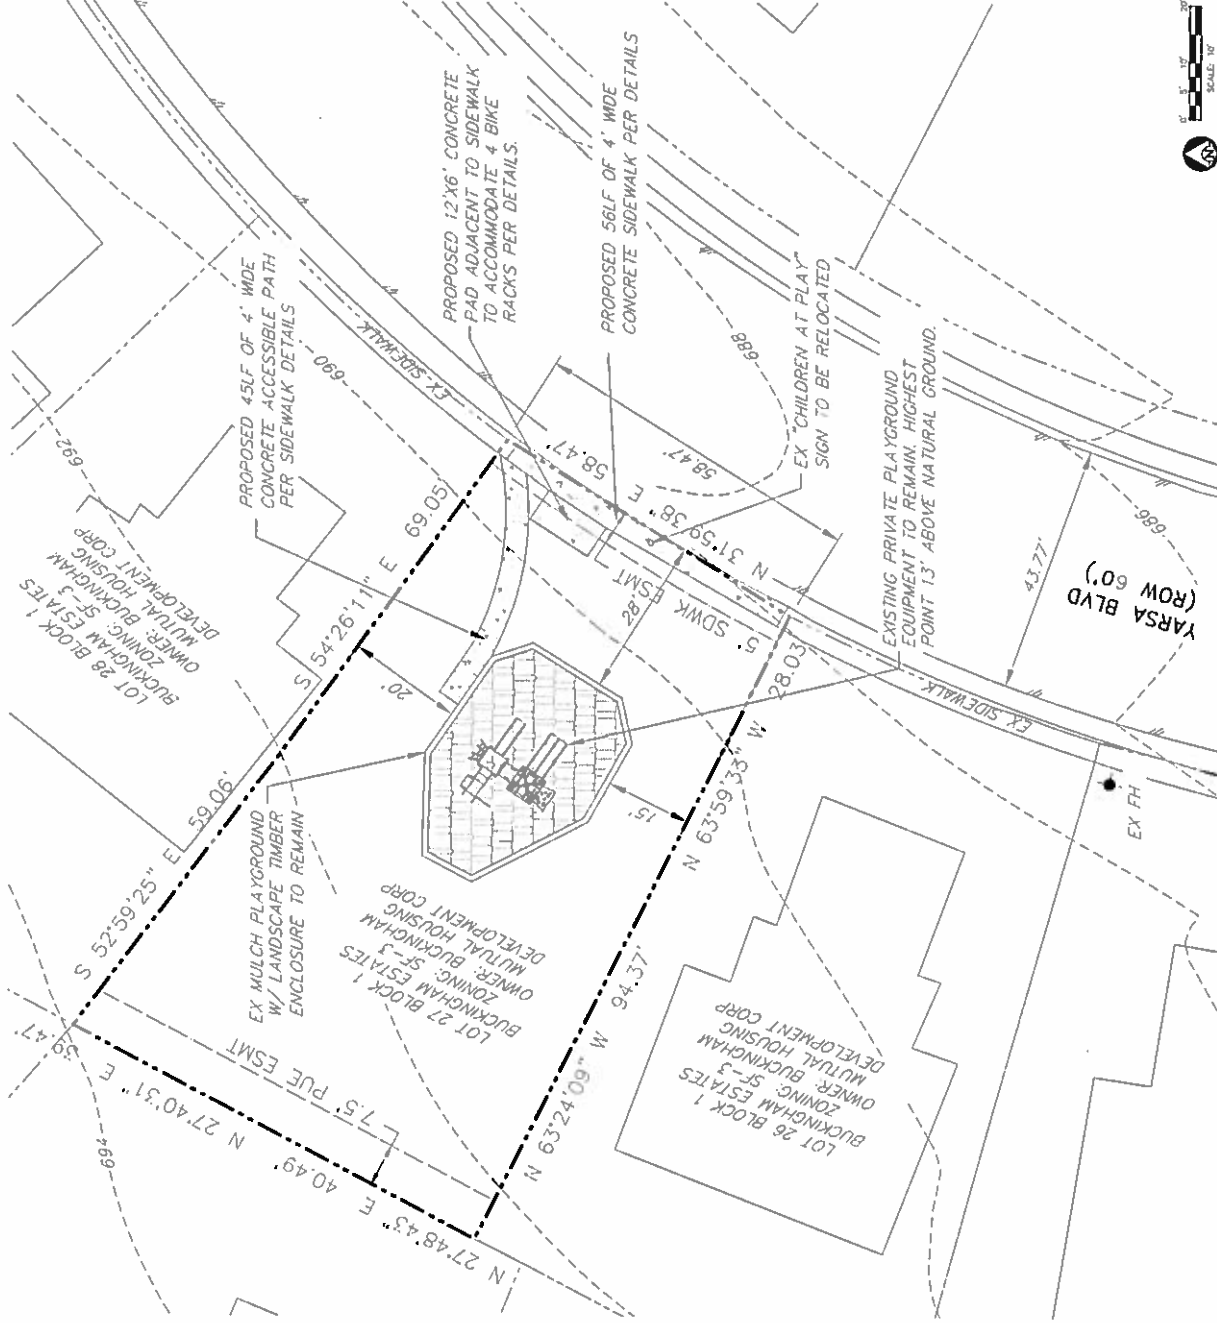 PROPOSED 45LF OF 4' WIDE
CONCRETE ACCESSIBLE PATH
PER SIDEWALK DETAILS
PROPOSED 12'X6' CONCRETE
PAD ADJACENT TO SIDEWALK
TO ACCOMMODATE 4 BIKE
RACKS PER DETAILS.
PROPOSED 56LF OF 4' WIDE
CONCRETE SIDEWALK PER DETAILS
EX "CHILDREN AT PLAY"
SIGN TO BE RELOCATED
EXISTING PRIVATE PLAYGROUND
EQUIPMENT TO REMAIN, HIGHEST
POINT 13' ABOVE NATURAL GROUND.
EX MULCH PLAYGROUND
W/ LANDSCAPE TIMBER
ENCLOSURE TO REMAIN
LOT 28 BLOCK 1
BUCKINGHAM ESTATES
ZONING: SF-3
OWNER: BUCKINGHAM
MUTUAL HOUSING
DEVELOPMENT CORP
LOT 27 BLOCK 1
BUCKINGHAM ESTATES
ZONING: SF-3
OWNER: BUCKINGHAM
MUTUAL HOUSING
DEVELOPMENT CORP
LOT 26 BLOCK 1
BUCKINGHAM ESTATES
ZONING: SF-3
OWNER: BUCKINGHAM
MUTUAL HOUSING
DEVELOPMENT CORP
S 52°59'25" E
59.06'
S 54°26'11" E
69.05'
N 31°59'38" E
58.47'
58.47'
N 63°59'33" W
28.03'
N 63°24'09" W
94.37'
N 27°48'43" E
40.49'
N 27°40'31" E
39.47'
7.5' PUE ESMT
5' SDWK ESMT
EX SIDEWALK
EX SIDEWALK
20'
28'
15'
43.77'
YARSA BLVD
(ROW 60')
EX FH
694
692
690
688
686
0' 5' 10' 20'
SCALE: 10'
N